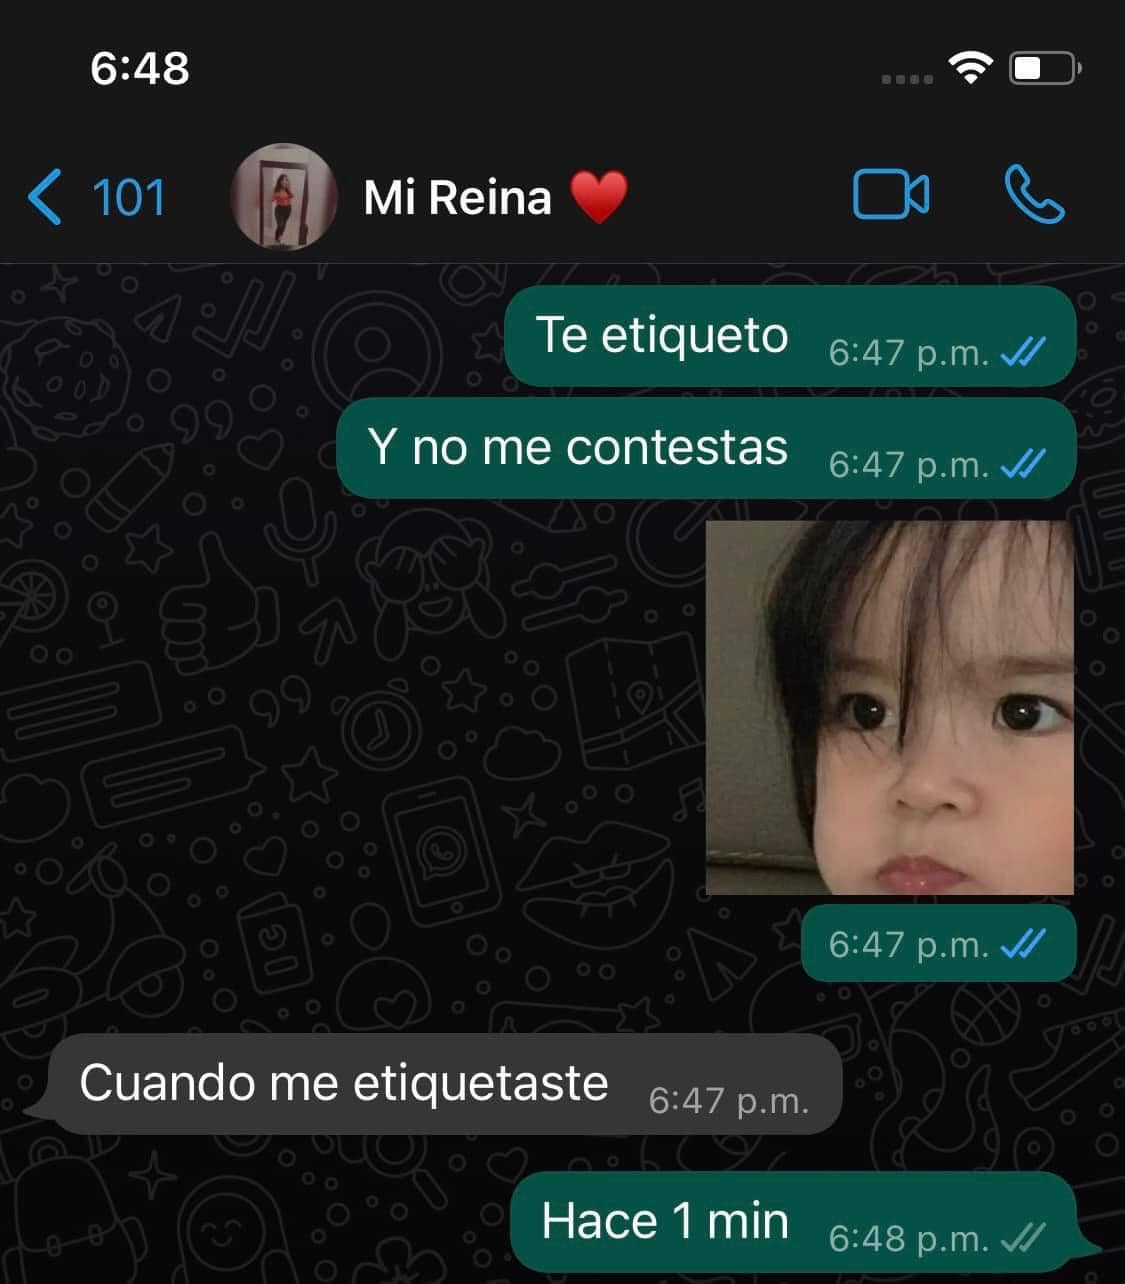 6:48
101
Mi Reina ♥️
Te etiqueto 6:47 p.m.
Y no me contestas 6:47 p.m.
6:47 p.m.
Cuando me etiquetaste 6:47 p.m.
Hace 1 min 6:48 p.m.